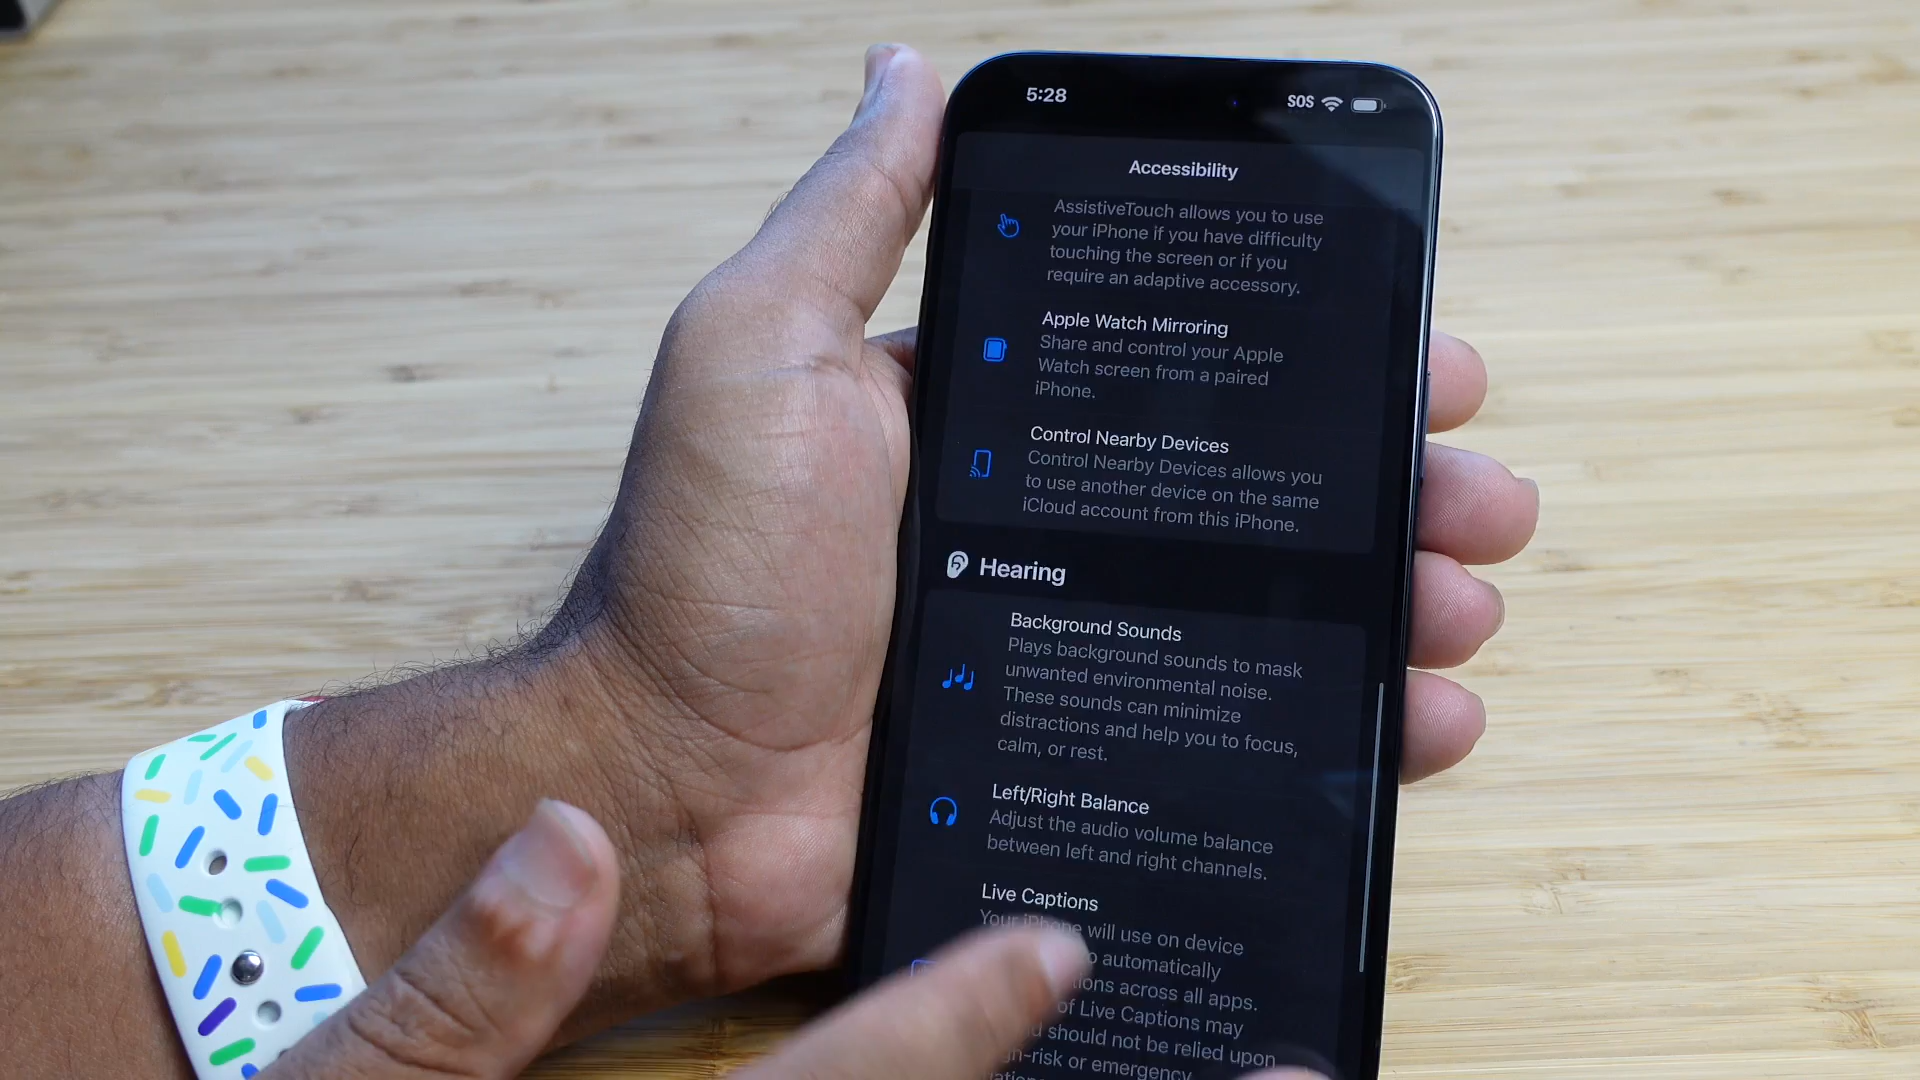 5:28
SOS
Accessibility
AssistiveTouch allows you to use
your iPhone if you have difficulty
touching the screen or if you
require an adaptive accessory.
Apple Watch Mirroring
Share and control your Apple
Watch screen from a paired
iPhone.
Control Nearby Devices
Control Nearby Devices allows you
to use another device on the same
iCloud account from this iPhone.
Hearing
Background Sounds
Plays background sounds to mask
unwanted environmental noise.
These sounds can minimize
distractions and help you to focus,
calm, or rest.
Left/Right Balance
Adjust the audio volume balance
between left and right channels.
Live Captions
Your iPhone will use on device
automatically
across all apps.
of Live Captions may
should not be relied upon
or emergency